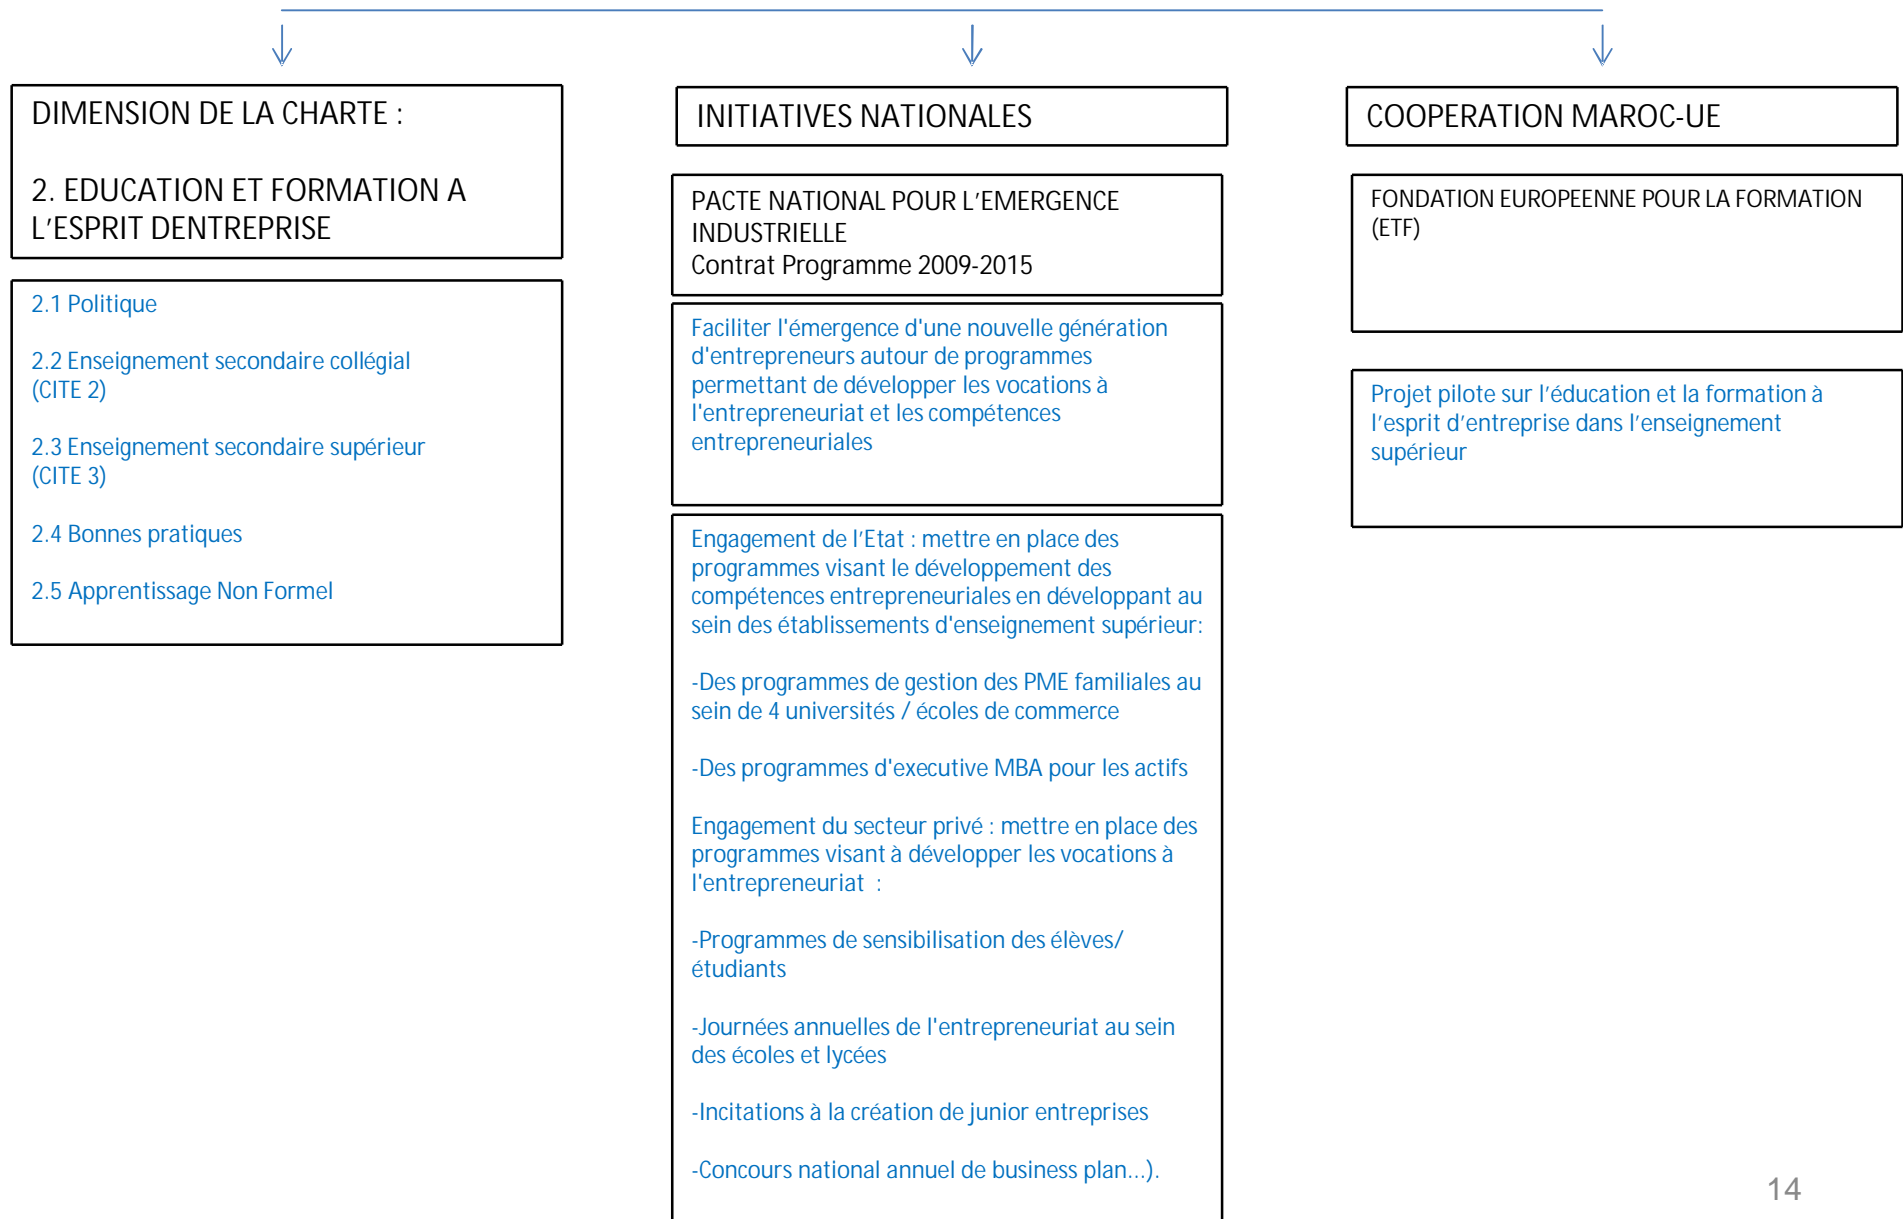 DIMENSION DE LA CHARTE :
2. EDUCATION ET FORMATION A
L’ESPRIT DENTREPRISE
2.1 Politique
2.2 Enseignement secondaire collégial
(CITE 2)
2.3 Enseignement secondaire supérieur
(CITE 3)
2.4 Bonnes pratiques
2.5 Apprentissage Non Formel
INITIATIVES NATIONALES
PACTE NATIONAL POUR L’EMERGENCE
INDUSTRIELLE
Contrat Programme 2009-2015
Faciliter l'émergence d'une nouvelle génération
d'entrepreneurs autour de programmes
permettant de développer les vocations à
l'entrepreneuriat et les compétences
entrepreneuriales
Engagement de l’Etat : mettre en place des
programmes visant le développement des
compétences entrepreneuriales en développant au
sein des établissements d'enseignement supérieur:
-Des programmes de gestion des PME familiales au
sein de 4 universités / écoles de commerce
-Des programmes d'executive MBA pour les actifs
Engagement du secteur privé : mettre en place des
programmes visant à développer les vocations à
l'entrepreneuriat  :
-Programmes de sensibilisation des élèves/
étudiants
-Journées annuelles de l'entrepreneuriat au sein
des écoles et lycées
-Incitations à la création de junior entreprises
-Concours national annuel de business plan...).
COOPERATION MAROC-UE
FONDATION EUROPEENNE POUR LA FORMATION
(ETF)
Projet pilote sur l’éducation et la formation à
l’esprit d’entreprise dans l’enseignement
supérieur
14